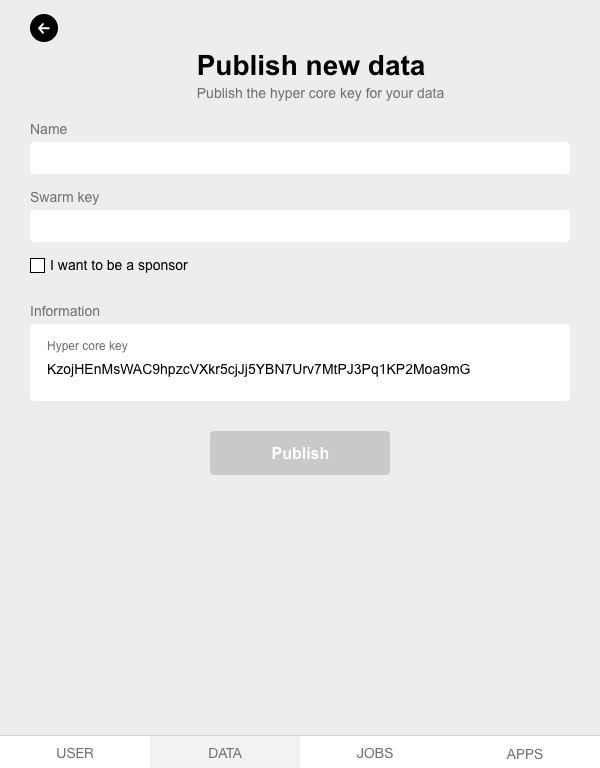 Publish new data
Publish the hyper core key for your data
Name
Swarm key
I want to be a sponsor
Information
Hyper core key
KzojHEnMsWAC9hpzcVXkr5cjJj5YBN7Urv7MtPJ3Pq1KP2Moa9mG
Publish
USER
DATA
JOBS
APPS